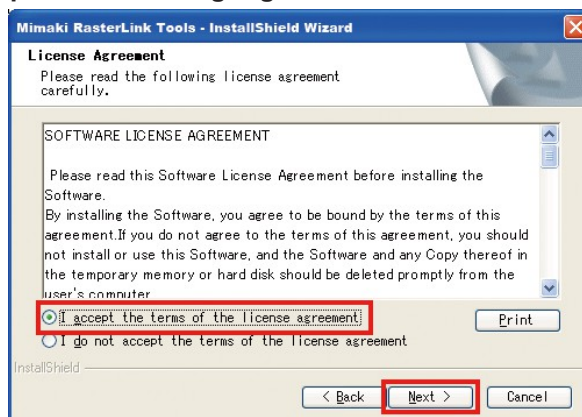 Mimaki RasterLink Tools - InstallShield Wizard
License Agreement
Please read the following license agreement
carefully.
SOFTWARE LICENSE AGREEMENT
Please read this Software License Agreement before installing the
Software.
By installing the Software, you agree to be bound by the terms of this
agreement.If you do not agree to the terms of this agreement, you should
not install or use this Software, and the Software and any Copy thereof in
the temporary memory or hard disk should be deleted promptly from the
user's computer
I accept the terms of the license agreement
Print
I do not accept the terms of the license agreement
InstallShield
< Back
Next >
Cancel